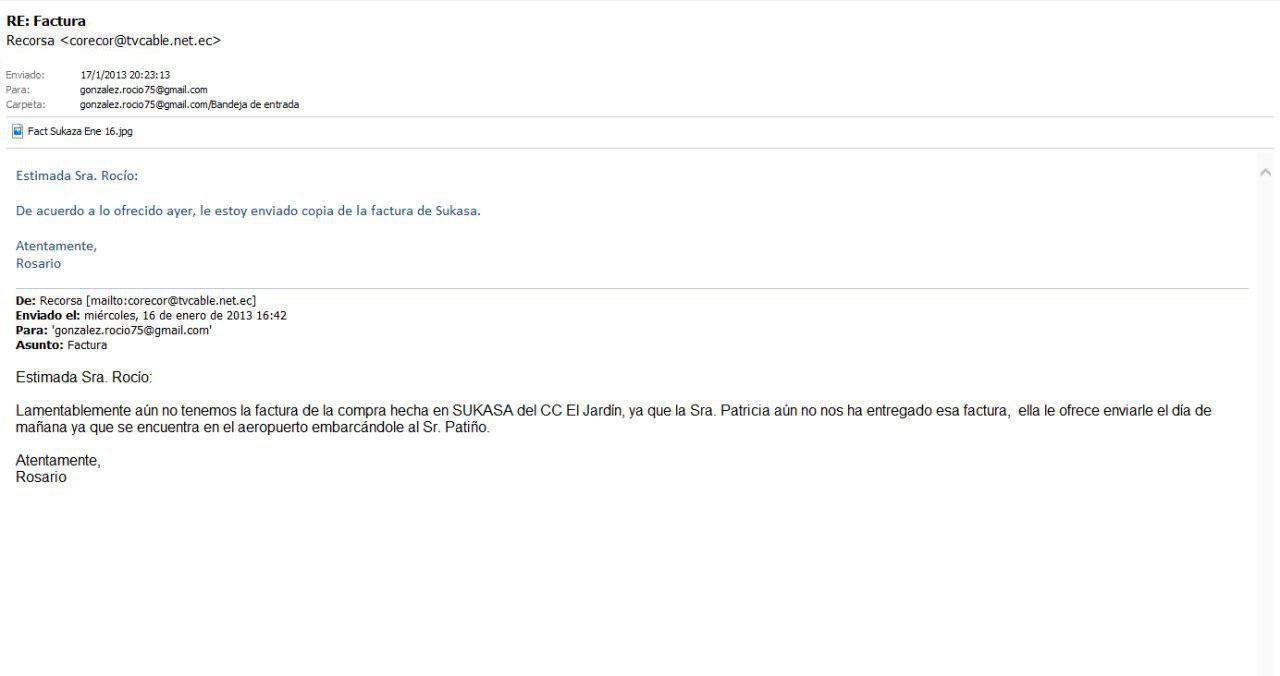 RE: Factura
Recorsa <corecor@tvcable.net.ec>
Enviado: 17/1/2013 20:23:13
Para: gonzalez.rocio75@gmail.com
Carpeta: gonzalez.rocio75@gmail.com/Bandeja de entrada
Fact Sukaza Ene 16.jpg
Estimada Sra. Rocío:
De acuerdo a lo ofrecido ayer, le estoy enviado copia de la factura de Sukasa.
Atentamente,
Rosario
De: Recorsa [mailto:corecor@tvcable.net.ec]
Enviado el: miércoles, 16 de enero de 2013 16:42
Para: 'gonzalez.rocio75@gmail.com'
Asunto: Factura
Estimada Sra. Rocío:
Lamentablemente aún no tenemos la factura de la compra hecha en SUKASA del CC El Jardín, ya que la Sra. Patricia aún no nos ha entregado esa factura, ella le ofrece enviarle el día de
mañana ya que se encuentra en el aeropuerto embarcándole al Sr. Patiño.
Atentamente,
Rosario